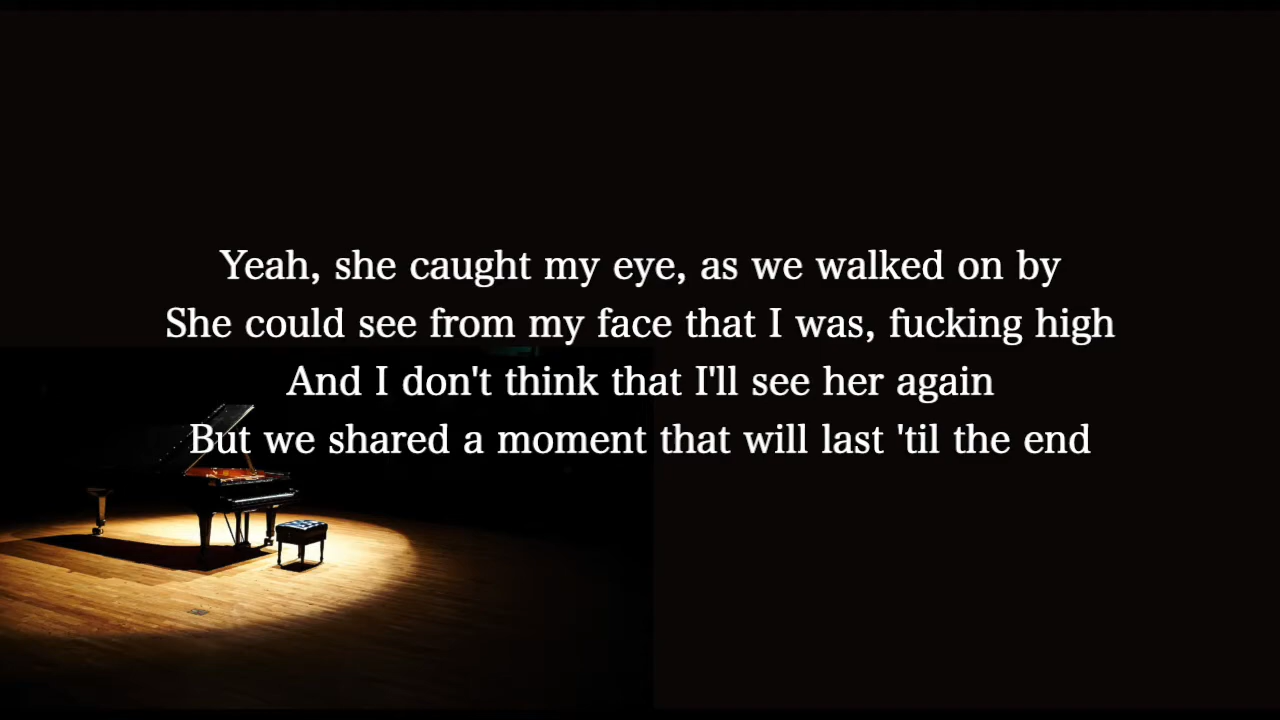 Yeah, she caught my eye, as we walked on by
She could see from my face that I was, fucking high
And I don't think that I'll see her again
But we shared a moment that will last 'til the end